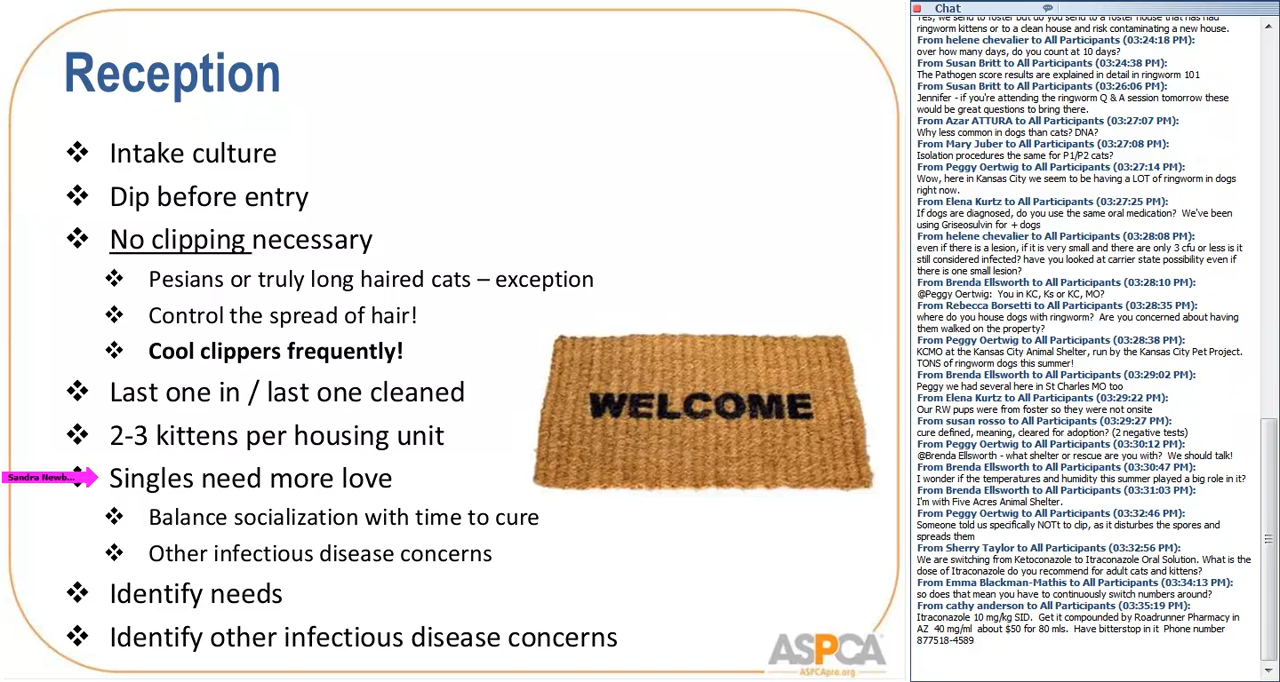 Reception
Intake culture
Dip before entry
No clipping necessary
Pesians or truly long haired cats – exception
Control the spread of hair!
Cool clippers frequently!
Last one in / last one cleaned
2-3 kittens per housing unit
Sandra Newb...
Singles need more love
Balance socialization with time to cure
Other infectious disease concerns
Identify needs
Identify other infectious disease concerns
WELCOME
ASPCA
ASPCApro.org
Chat
Yes, we send to foster but do you send to a foster house that has had
ringworm kittens or to a clean house and risk contaminating a new house.
From helene chevalier to All Participants (03:24:18 PM):
over how many days, do you count at 10 days?
From Susan Britt to All Participants (03:24:38 PM):
The Pathogen score results are explained in detail in ringworm 101
From Susan Britt to All Participants (03:26:06 PM):
Jennifer - if you're attending the ringworm Q & A session tomorrow these
would be great questions to bring there.
From Azar ATTURA to All Participants (03:27:07 PM):
Why less common in dogs than cats? DNA?
From Mary Juber to All Participants (03:27:08 PM):
Isolation procedures the same for P1/P2 cats?
From Peggy Oertwig to All Participants (03:27:14 PM):
Wow, here in Kansas City we seem to be having a LOT of ringworm in dogs
right now.
From Elena Kurtz to All Participants (03:27:25 PM):
If dogs are diagnosed, do you use the same oral medication? We've been
using Griseosulvin for + dogs
From helene chevalier to All Participants (03:28:08 PM):
even if there is a lesion, if it is very small and there are only 3 cfu or less is it
still considered infected? have you looked at carrier state possibility even if
there is one small lesion?
From Brenda Ellsworth to All Participants (03:28:10 PM):
@Peggy Oertwig: You in KC, Ks or KC, MO?
From Rebecca Borsetti to All Participants (03:28:35 PM):
where do you house dogs with ringworm? Are you concerned about having
them walked on the property?
From Peggy Oertwig to All Participants (03:28:38 PM):
KCMO at the Kansas City Animal Shelter, run by the Kansas City Pet Project.
TONS of ringworm dogs this summer!
From Brenda Ellsworth to All Participants (03:29:02 PM):
Peggy we had several here in St Charles MO too
From Elena Kurtz to All Participants (03:29:22 PM):
Our RW pups were from foster so they were not onsite
From susan rosso to All Participants (03:29:27 PM):
cure defined, meaning, cleared for adoption? (2 negative tests)
From Peggy Oertwig to All Participants (03:30:12 PM):
@Brenda Ellsworth - what shelter or rescue are you with? We should talk!
From Brenda Ellsworth to All Participants (03:30:47 PM):
I wonder if the temperatures and humidity this summer played a big role in it?
From Brenda Ellsworth to All Participants (03:31:03 PM):
I'm with Five Acres Animal Shelter.
From Peggy Oertwig to All Participants (03:32:46 PM):
Someone told us specifically NOTt to clip, as it disturbes the spores and
spreads them
From Sherry Taylor to All Participants (03:32:56 PM):
We are switching from Ketoconazole to Itraconazole Oral Solution. What is the
dose of Itraconazole do you recommend for adult cats and kittens?
From Emma Blackman-Mathis to All Participants (03:34:13 PM):
so does that mean you have to continuously switch numbers around?
From cathy anderson to All Participants (03:35:19 PM):
Itraconazole 10 mg/kg SID. Get it compounded by Roadrunner Pharmacy in
AZ 40 mg/ml about $50 for 80 mls. Have bitterstop in it Phone number
877518-4589